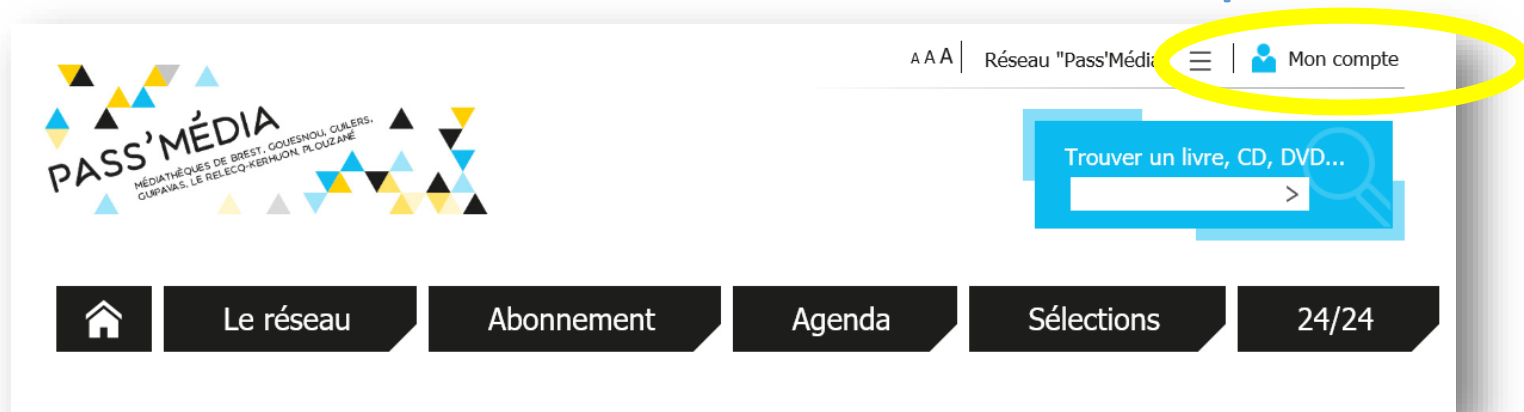 A A A Réseau "Pass'Média Mon compte
PASS'MÉDIA
MÉDIATHÈQUES DE BREST, GOUESNOU, GUILERS,
GUIPAVAS, LE RELECQ-KERHUON, PLOUZANÉ
Trouver un livre, CD, DVD...
>
Le réseau Abonnement Agenda Sélections 24/24